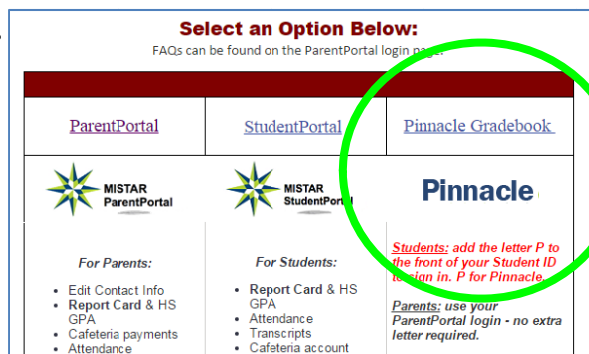 Select an Option Below:
FAQs can be found on the ParentPortal login page.
ParentPortal
StudentPortal
Pinnacle Gradebook
MISTAR
ParentPortal
MISTAR
StudentPortal
Pinnacle
For Parents:
• Edit Contact Info
• Report Card & HS
GPA
• Cafeteria payments
• Attendance
For Students:
• Report Card & HS
GPA
• Attendance
• Transcripts
• Cafeteria account
Students: add the letter P to
the front of your Student ID
to sign in. P for Pinnacle.
Parents: use your
ParentPortal login - no extra
letter required.